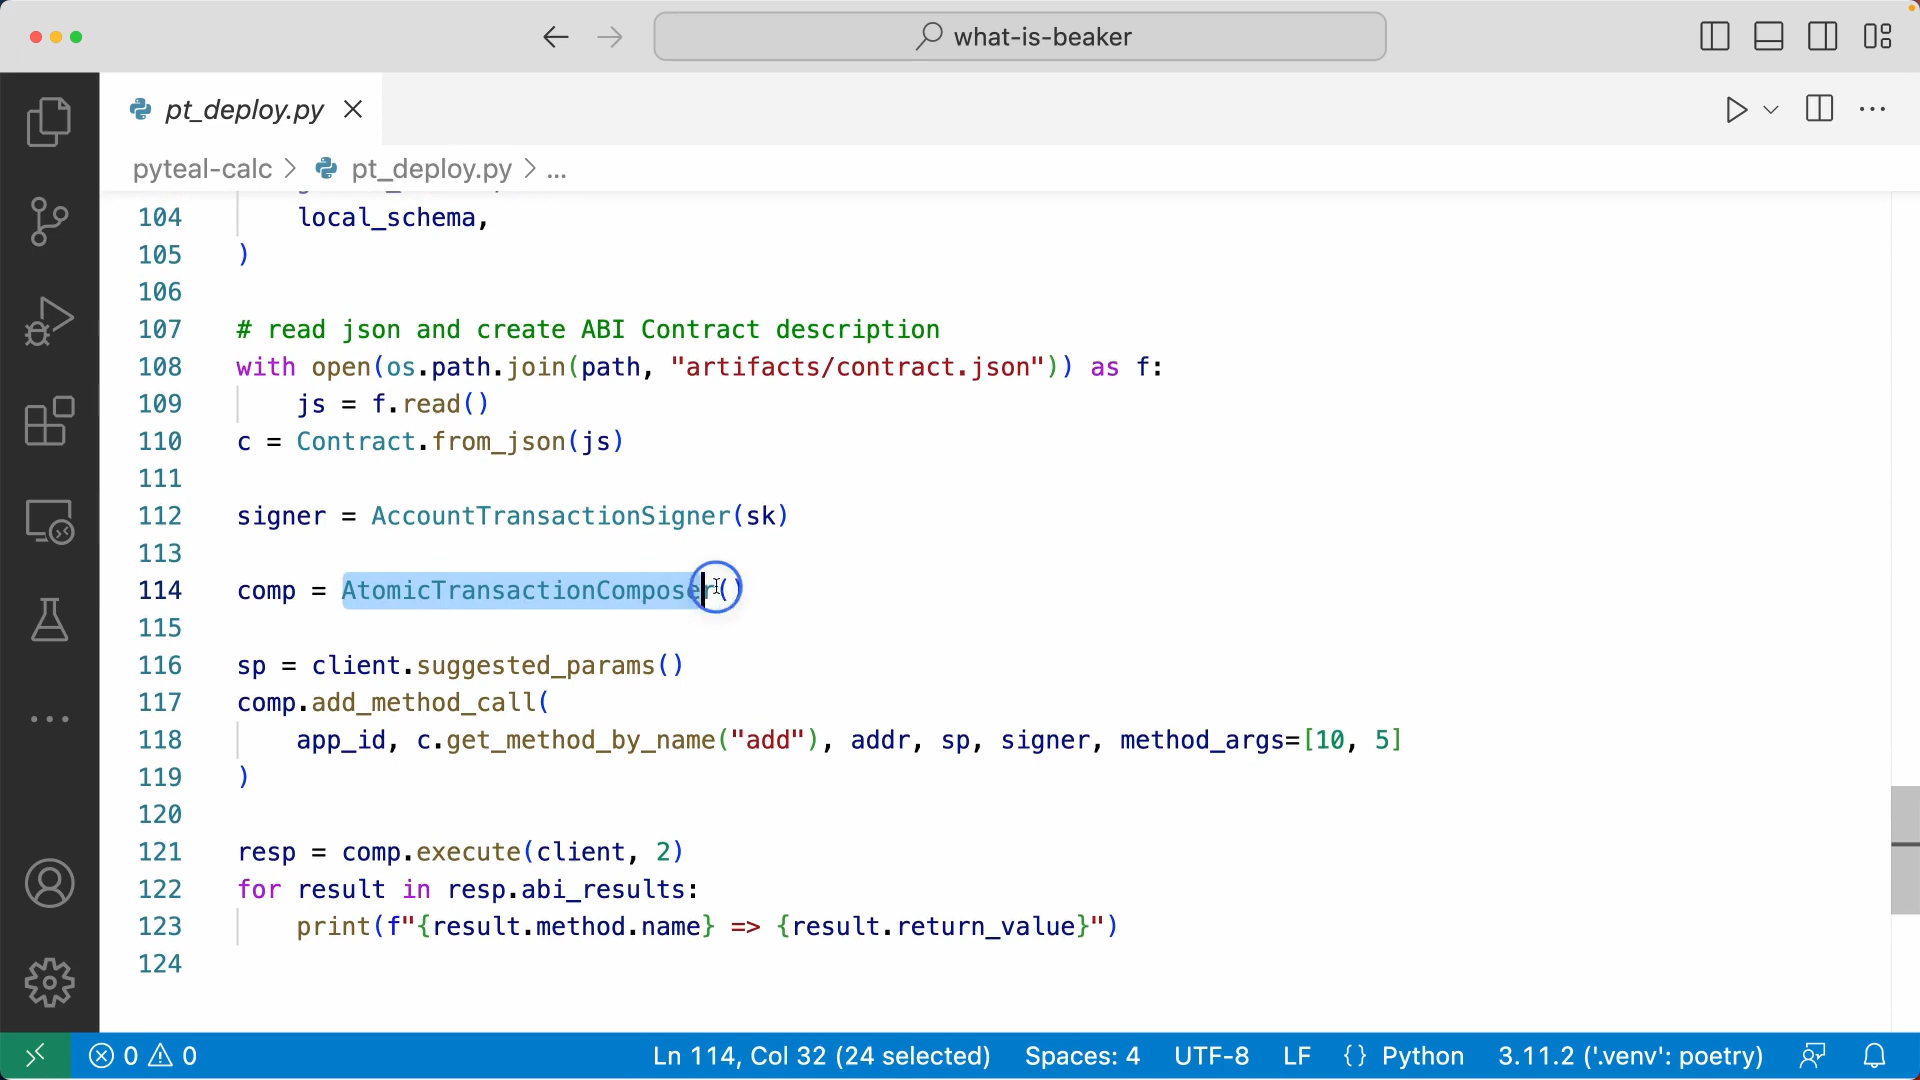 what-is-beaker
pt_deploy.py
pyteal-calc > pt_deploy.py > ...
104 local_schema,
105 )
106
107 # read json and create ABI Contract description
108 with open(os.path.join(path, "artifacts/contract.json")) as f:
109 js = f.read()
110 c = Contract.from_json(js)
111
112 signer = AccountTransactionSigner(sk)
113
114 comp = AtomicTransactionComposer()
115
116 sp = client.suggested_params()
117 comp.add_method_call(
118 app_id, c.get_method_by_name("add"), addr, sp, signer, method_args=[10, 5]
119 )
120
121 resp = comp.execute(client, 2)
122 for result in resp.abi_results:
123 print(f"{result.method.name} => {result.return_value}")
124
0 0 Ln 114, Col 32 (24 selected) Spaces: 4 UTF-8 LF {} Python 3.11.2 ('.venv': poetry)